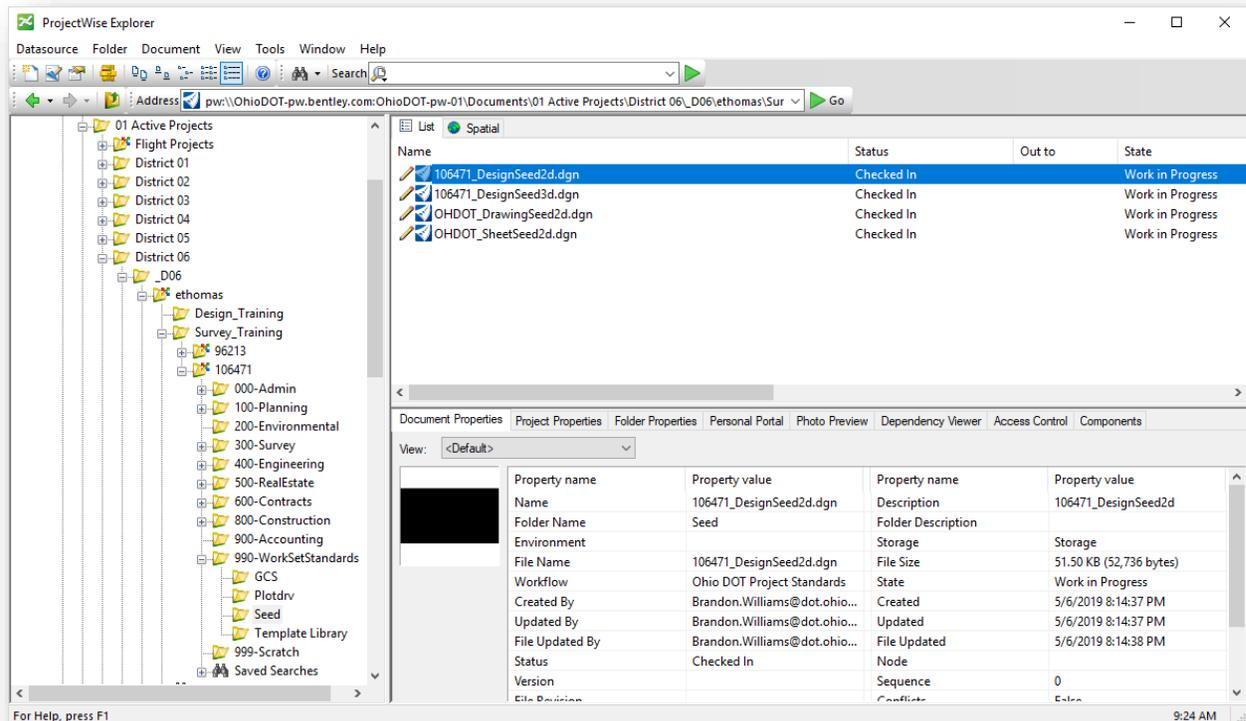 ProjectWise Explorer
Datasource Folder Document View Tools Window Help
Search
Address pw:\\OhioDOT-pw.bentley.com:OhioDOT-pw-01\Documents\01 Active Projects\District 06\_D06\ethomas\Sur Go
01 Active Projects
Flight Projects
District 01
District 02
District 03
District 04
District 05
District 06
_D06
ethomas
Design_Training
Survey_Training
96213
106471
000-Admin
100-Planning
200-Environmental
300-Survey
400-Engineering
500-RealEstate
600-Contracts
800-Construction
900-Accounting
990-WorkSetStandards
GCS
Plotdrv
Seed
Template Library
999-Scratch
Saved Searches
List Spatial
Name Status Out to State
106471_DesignSeed2d.dgn Checked In Work in Progress
106471_DesignSeed3d.dgn Checked In Work in Progress
OHDOT_DrawingSeed2d.dgn Checked In Work in Progress
OHDOT_SheetSeed2d.dgn Checked In Work in Progress
Document Properties Project Properties Folder Properties Personal Portal Photo Preview Dependency Viewer Access Control Components
View: <Default>
Property name Property value Property name Property value
Name 106471_DesignSeed2d.dgn Description 106471_DesignSeed2d
Folder Name Seed Folder Description
Environment Storage Storage
File Name 106471_DesignSeed2d.dgn File Size 51.50 KB (52,736 bytes)
Workflow Ohio DOT Project Standards State Work in Progress
Created By Brandon.Williams@dot.ohio... Created 5/6/2019 8:14:37 PM
Updated By Brandon.Williams@dot.ohio... Updated 5/6/2019 8:14:37 PM
File Updated By Brandon.Williams@dot.ohio... File Updated 5/6/2019 8:14:38 PM
Status Checked In Node
Version Sequence 0
File Revision Conflicts False
For Help, press F1 9:24 AM